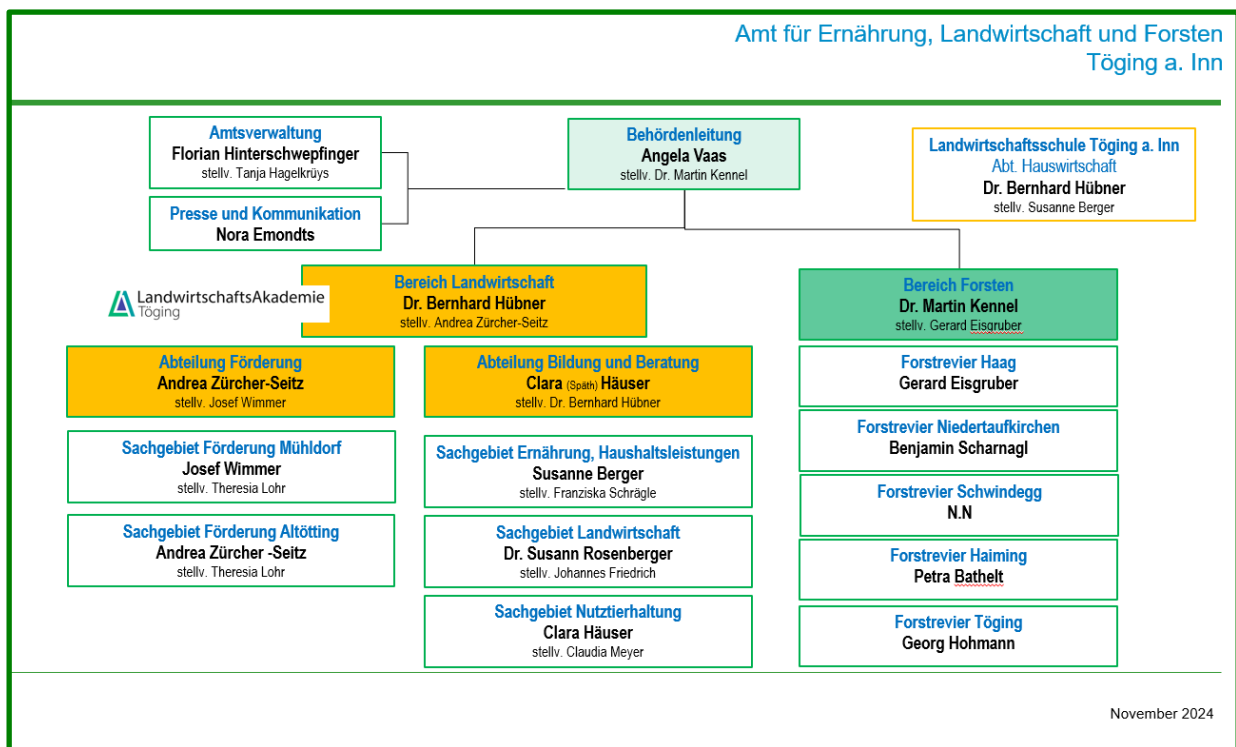 Amt für Ernährung, Landwirtschaft und Forsten
Töging a. Inn
Amtsverwaltung
Florian Hinterschwepfinger
stellv. Tanja Hagelkrüys
Presse und Kommunikation
Nora Emondts
Behördenleitung
Angela Vaas
stellv. Dr. Martin Kennel
Landwirtschaftsschule Töging a. Inn
Abt. Hauswirtschaft
Dr. Bernhard Hübner
stellv. Susanne Berger
LandwirtschaftsAkademie
Töging
Bereich Landwirtschaft
Dr. Bernhard Hübner
stellv. Andrea Zürcher-Seitz
Abteilung Förderung
Andrea Zürcher-Seitz
stellv. Josef Wimmer
Sachgebiet Förderung Mühldorf
Josef Wimmer
stellv. Theresia Lohr
Sachgebiet Förderung Altötting
Andrea Zürcher -Seitz
stellv. Theresia Lohr
Abteilung Bildung und Beratung
Clara (Späth) Häuser
stellv. Dr. Bernhard Hübner
Sachgebiet Ernährung, Haushaltsleistungen
Susanne Berger
stellv. Franziska Schrägle
Sachgebiet Landwirtschaft
Dr. Susann Rosenberger
stellv. Johannes Friedrich
Sachgebiet Nutztierhaltung
Clara Häuser
stellv. Claudia Meyer
Bereich Forsten
Dr. Martin Kennel
stellv. Gerard Eisgruber
Forstrevier Haag
Gerard Eisgruber
Forstrevier Niedertaufkirchen
Benjamin Scharnagl
Forstrevier Schwindegg
N.N
Forstrevier Haiming
Petra Bathelt
Forstrevier Töging
Georg Hohmann
November 2024